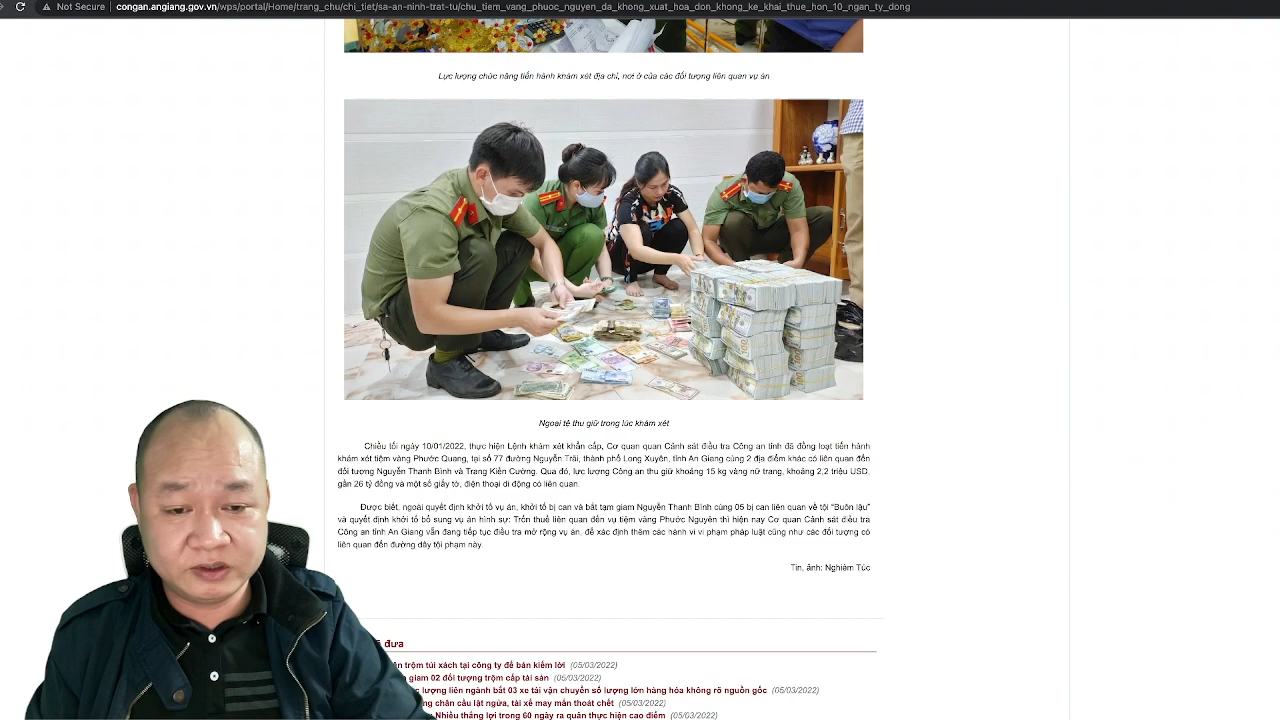 Not Secure | congan.angiang.gov.vn/wps/portal/Home/trang_chu/chi_tiet/sa-an-ninh-trat-tu/chu_tiem_vang_phuoc_nguyen_da_khong_xuat_hoa_don_khong_ke_khai_thue_hon_10_ngan_ty_dong
Lực lượng chức năng tiến hành khám xét địa chỉ, nơi ở của các đối tượng liên quan vụ án
Ngoại tệ thu giữ trong lúc khám xét
Chiều tối ngày 10/01/2022, thực hiện Lệnh khám xét khẩn cấp, Cơ quan quan Cảnh sát điều tra Công an tỉnh đã đồng loạt tiến hành
khám xét tiệm vàng Phước Quang, tại số 77 đường Nguyễn Trãi, thành phố Long Xuyên, tỉnh An Giang cùng 2 địa điểm khác có liên quan đến
đối tượng Nguyễn Thanh Bình và Trang Kiến Cường. Qua đó, lực lượng Công an thu giữ khoảng 15 kg vàng nữ trang, khoảng 2,2 triệu USD,
gần 26 tỷ đồng và một số giấy tờ, điện thoại di động có liên quan.
Được biết, ngoài quyết định khởi tố vụ án, khởi tố bị can và bắt tạm giam Nguyễn Thanh Bình cùng 05 bị can liên quan về tội "Buôn lậu"
và quyết định khởi tố bổ sung vụ án hình sự: Trốn thuế liên quan đến vụ tiệm vàng Phước Nguyên thì hiện nay Cơ quan Cảnh sát điều tra
Công an tỉnh An Giang vẫn đang tiếp tục điều tra mở rộng vụ án, để xác định thêm các hành vi vi phạm pháp luật cũng như các đối tượng có
liên quan đến đường dây tội phạm này.
Tin, ảnh: Nghiêm Túc
đưa
trộm túi xách tại công ty để bán kiếm lời (05/03/2022)
giam 02 đối tượng trộm cắp tài sản (05/03/2022)
lượng liên ngành bắt 03 xe tải vận chuyển số lượng lớn hàng hóa không rõ nguồn gốc (05/03/2022)
chân cầu lật ngửa, tài xế may mắn thoát chết (05/03/2022)
Nhiều thắng lợi trong 60 ngày ra quân thực hiện cao điểm (05/03/2022)